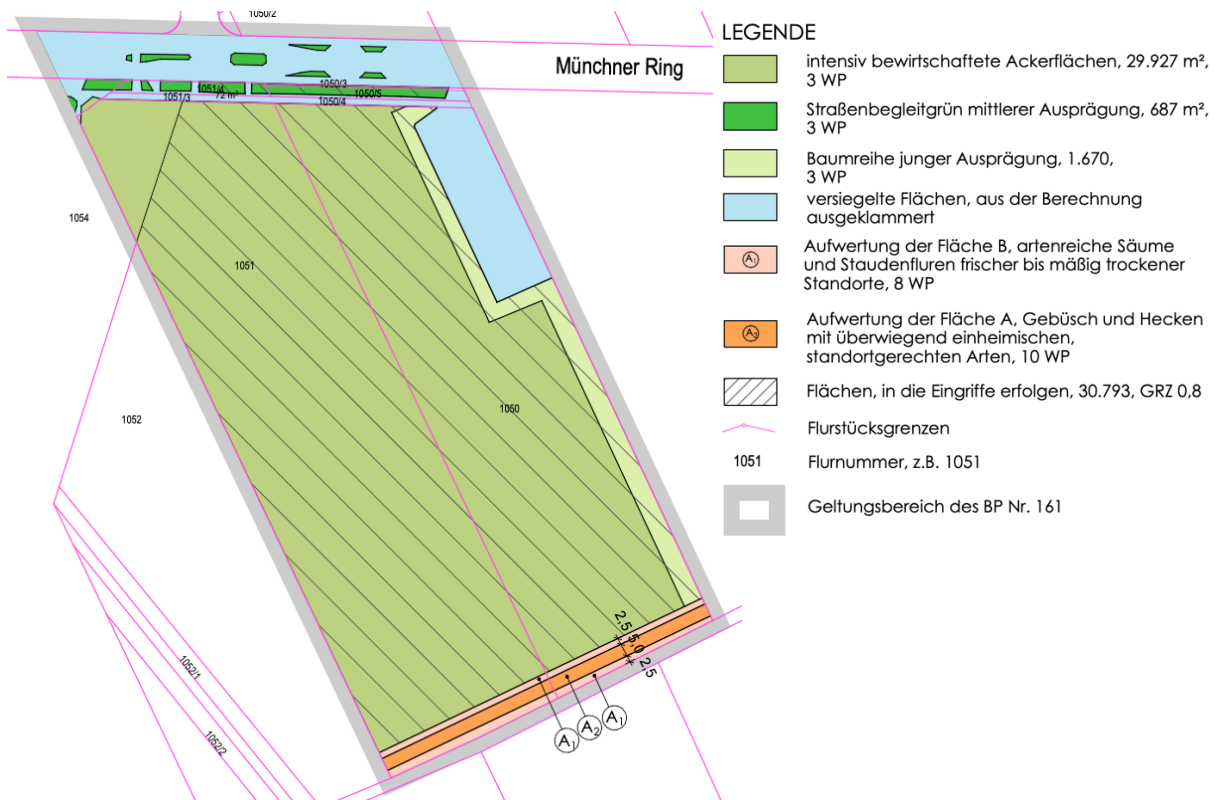 1050/2
Münchner Ring
1050/3
1051/4
1050/5
1051/3
72 m²
1050/4
1054
1051
1052
1050
2,5
5,0
2,5
1052/1
1052/2
A1
A2
A1
LEGENDE
intensiv bewirtschaftete Ackerflächen, 29.927 m²,
3 WP
Straßenbegleitgrün mittlerer Ausprägung, 687 m²,
3 WP
Baumreihe junger Ausprägung, 1.670,
3 WP
versiegelte Flächen, aus der Berechnung
ausgeklammert
A1
Aufwertung der Fläche B, artenreiche Säume
und Staudenfluren frischer bis mäßig trockener
Standorte, 8 WP
A2
Aufwertung der Fläche A, Gebüsch und Hecken
mit überwiegend einheimischen,
standortgerechten Arten, 10 WP
Flächen, in die Eingriffe erfolgen, 30.793, GRZ 0,8
Flurstücksgrenzen
1051
Flurnummer, z.B. 1051
Geltungsbereich des BP Nr. 161